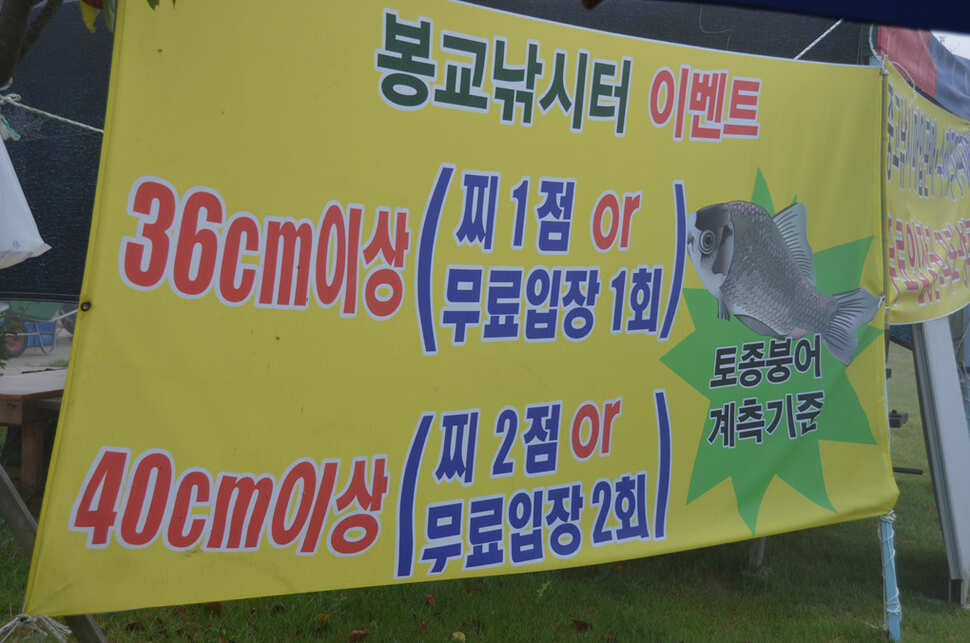 봉교낚시터 이벤트
36cm이상 (찌 1점 or
무료입장 1회)
토종붕어
계측기준
40cm이상 (찌 2점 or
무료입장 2회)